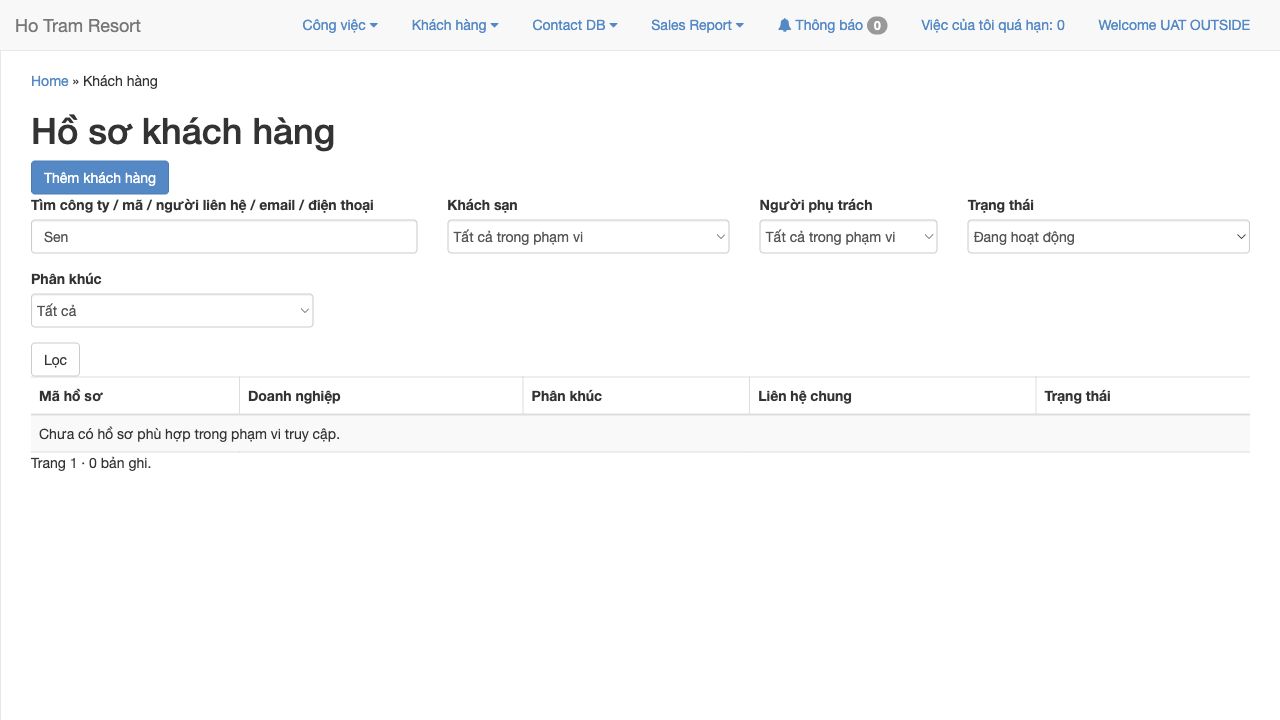 Ho Tram Resort Công việc Khách hàng Contact DB Sales Report Thông báo 0 Việc của tôi quá hạn: 0 Welcome UAT OUTSIDE
Home » Khách hàng
Hồ sơ khách hàng
Thêm khách hàng
Tìm công ty / mã / người liên hệ / email / điện thoại Khách sạn Người phụ trách Trạng thái
Sen Tất cả trong phạm vi Tất cả trong phạm vi Đang hoạt động
Phân khúc
Tất cả
Lọc
Mã hồ sơ Doanh nghiệp Phân khúc Liên hệ chung Trạng thái
Chưa có hồ sơ phù hợp trong phạm vi truy cập.
Trang 1 · 0 bản ghi.